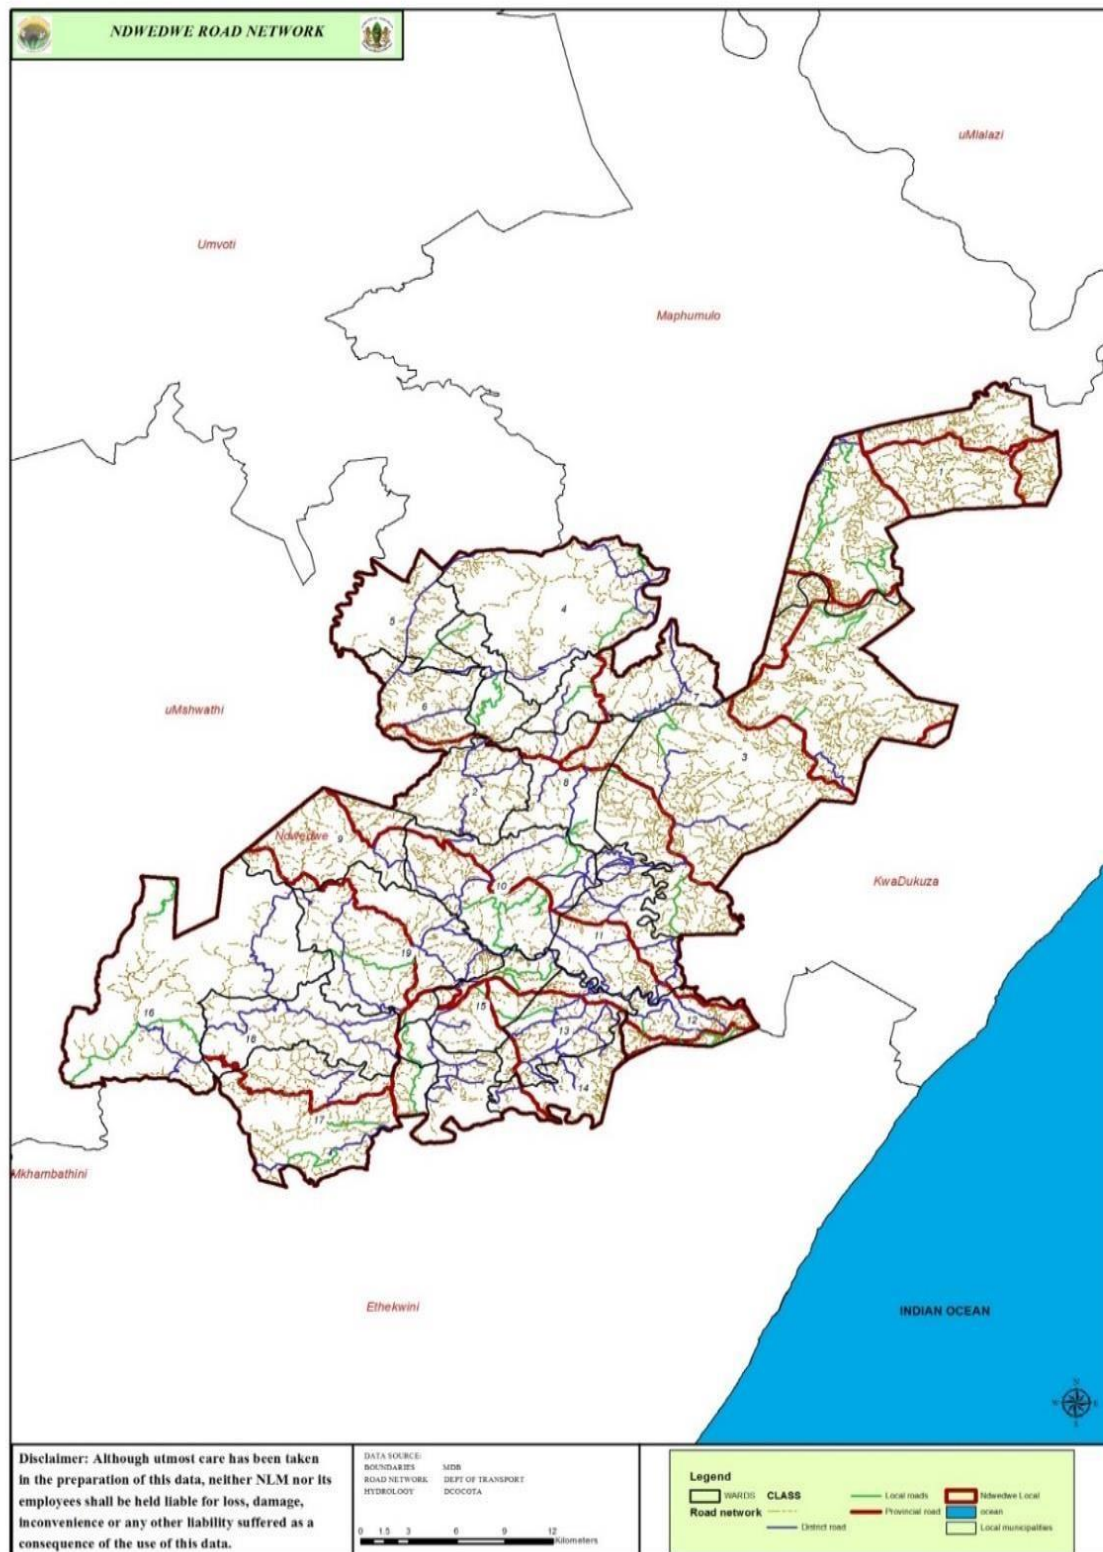 NDWEDWE ROAD NETWORK
uMlalazi
Umvoti
Maphumulo
1
4
5
7
uMshwathi
6
3
8
2
Ndwedwe
9
KwaDukuza
10
11
19
15
16
12
13
18
14
17
Mkhambathini
Ethekwini
INDIAN OCEAN
N
E
S
Disclaimer: Although utmost care has been taken
in the preparation of this data, neither NLM nor its
employees shall be held liable for loss, damage,
inconvenience or any other liability suffered as a
consequence of the use of this data.
DATA SOURCE:
BOUNDARIES MDB
ROAD NETWORK DEPT OF TRANSPORT
HYDROLOGY DCOCOTA
0 1.5 3 6 9 12
Kilometers
Legend
WARDS CLASS Local roads Ndwedwe Local
Road network Provincial road ocean
District road Local municipalities